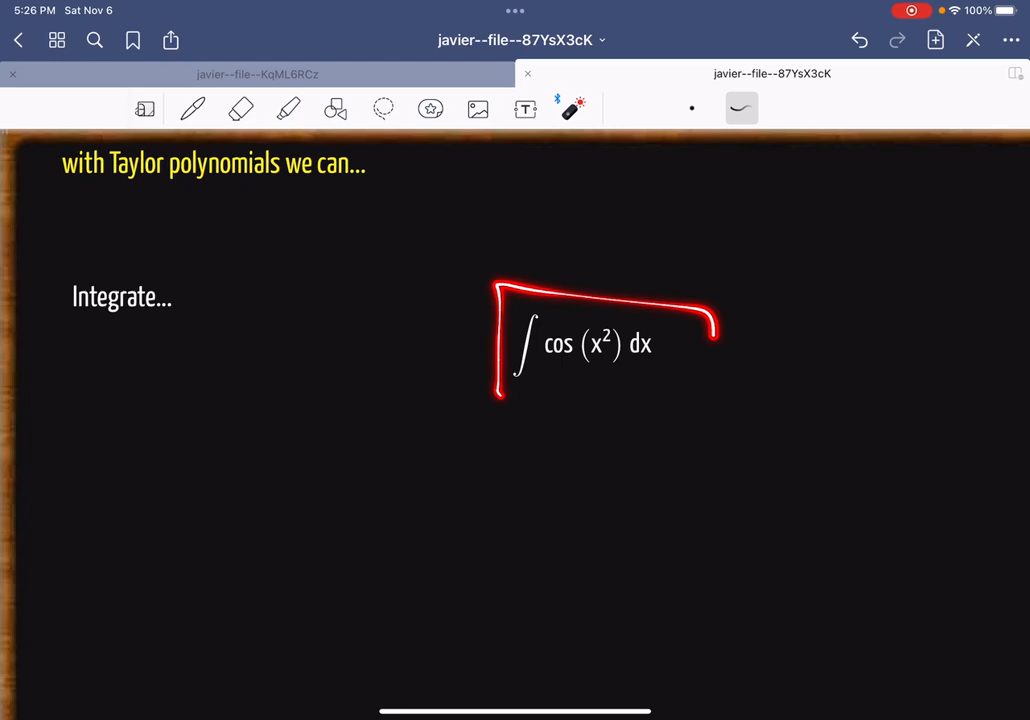 5:26 PM Sat Nov 6
100%
javier--file--87YsX3cK
javier--file--KqML6RCz
javier--file--87YsX3cK
T
with Taylor polynomials we can...
Integrate...
∫ cos (x²) dx